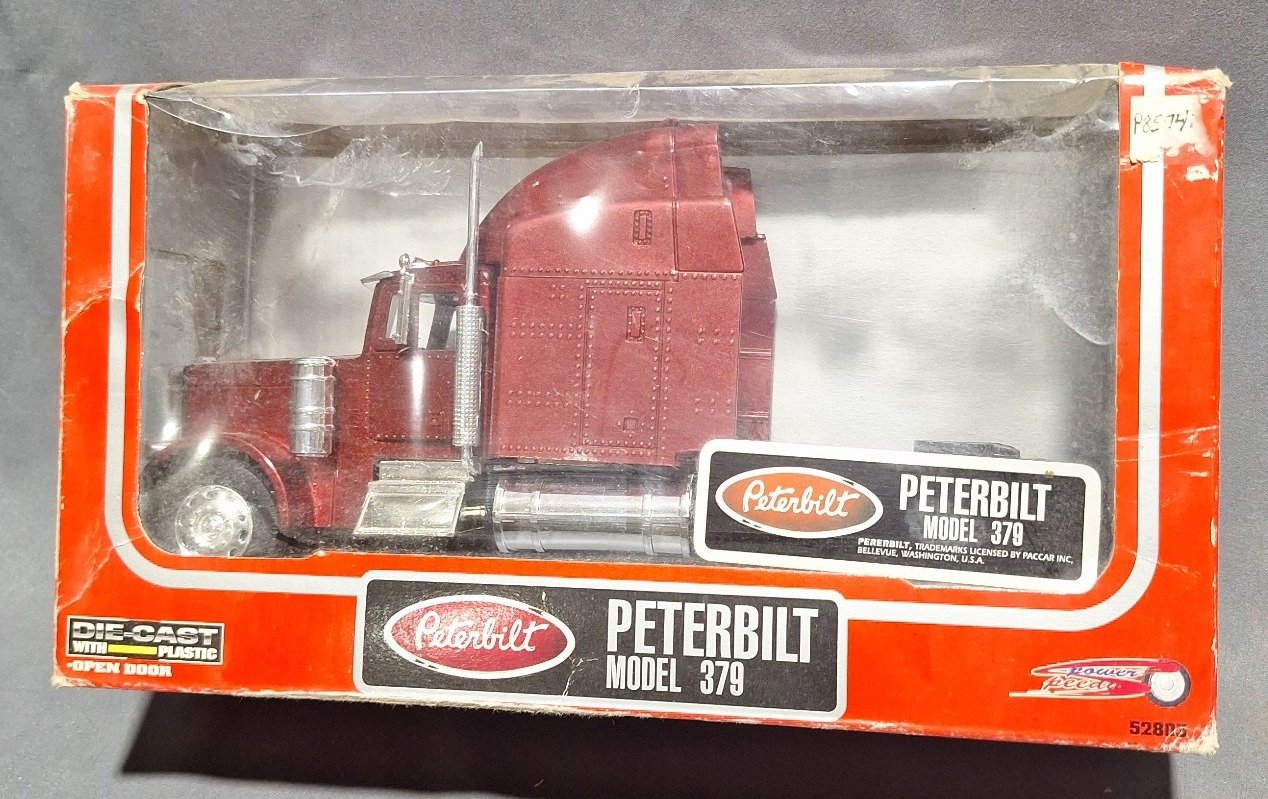 P8574
Peterbilt
PETERBILT
MODEL 379
PERERBILT, TRADEMARKS LICENSED BY PACCAR INC,
BELLEVUE, WASHINGTON, U.S.A.
DIE-CAST
WITH PLASTIC
-OPEN DOOR
Peterbilt
PETERBILT
MODEL 379
Power